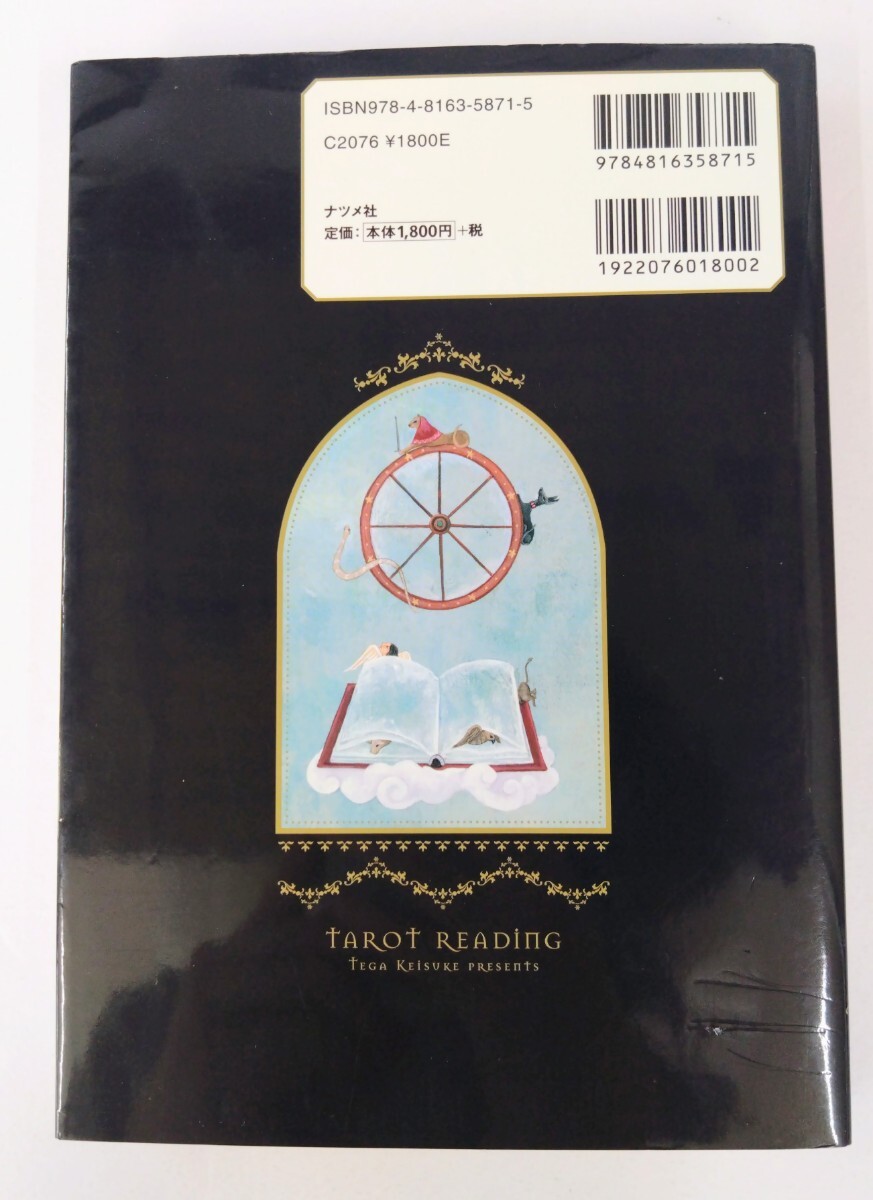 ISBN978-4-8163-5871-5
C2076 ¥1800E
ナツメ社
定価：本体1,800円+税
9784816358715
1922076018002
TAROT READING
TEGA KEISUKE PRESENTS